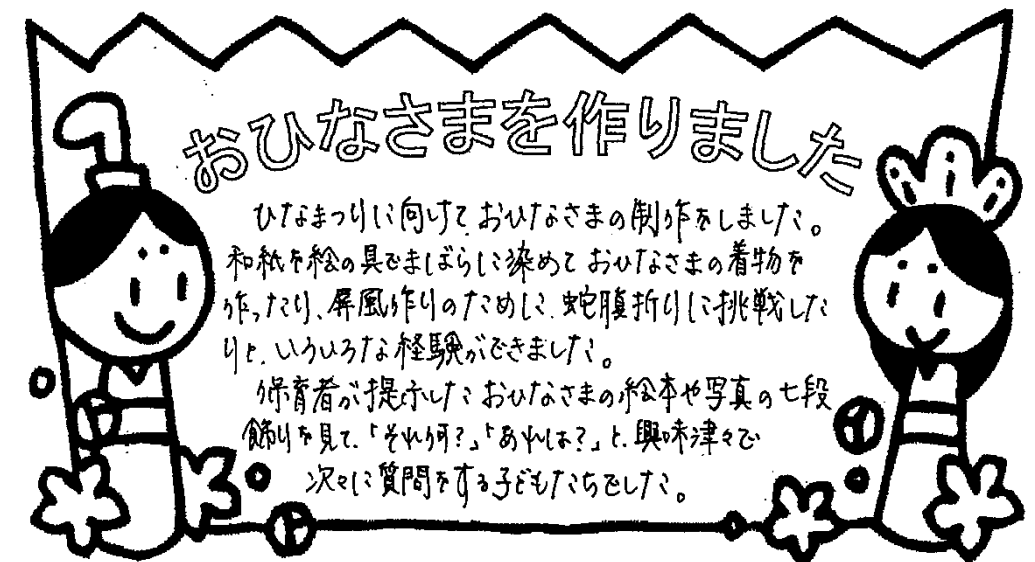 おひなさまを作りました
ひなまつりに向けて、おひなさまの制作をしました。
和紙を絵の具でまばらに染めて、おひなさまの着物を
作ったり、屏風作りのために、蛇腹折りに挑戦した
りと、いろいろな経験ができました。
保育者が提示したおひなさまの絵本や写真の七段
飾りを見て、「それ何？」「あれは？」と、興味津々で
次々に質問をする子どもたちでした。